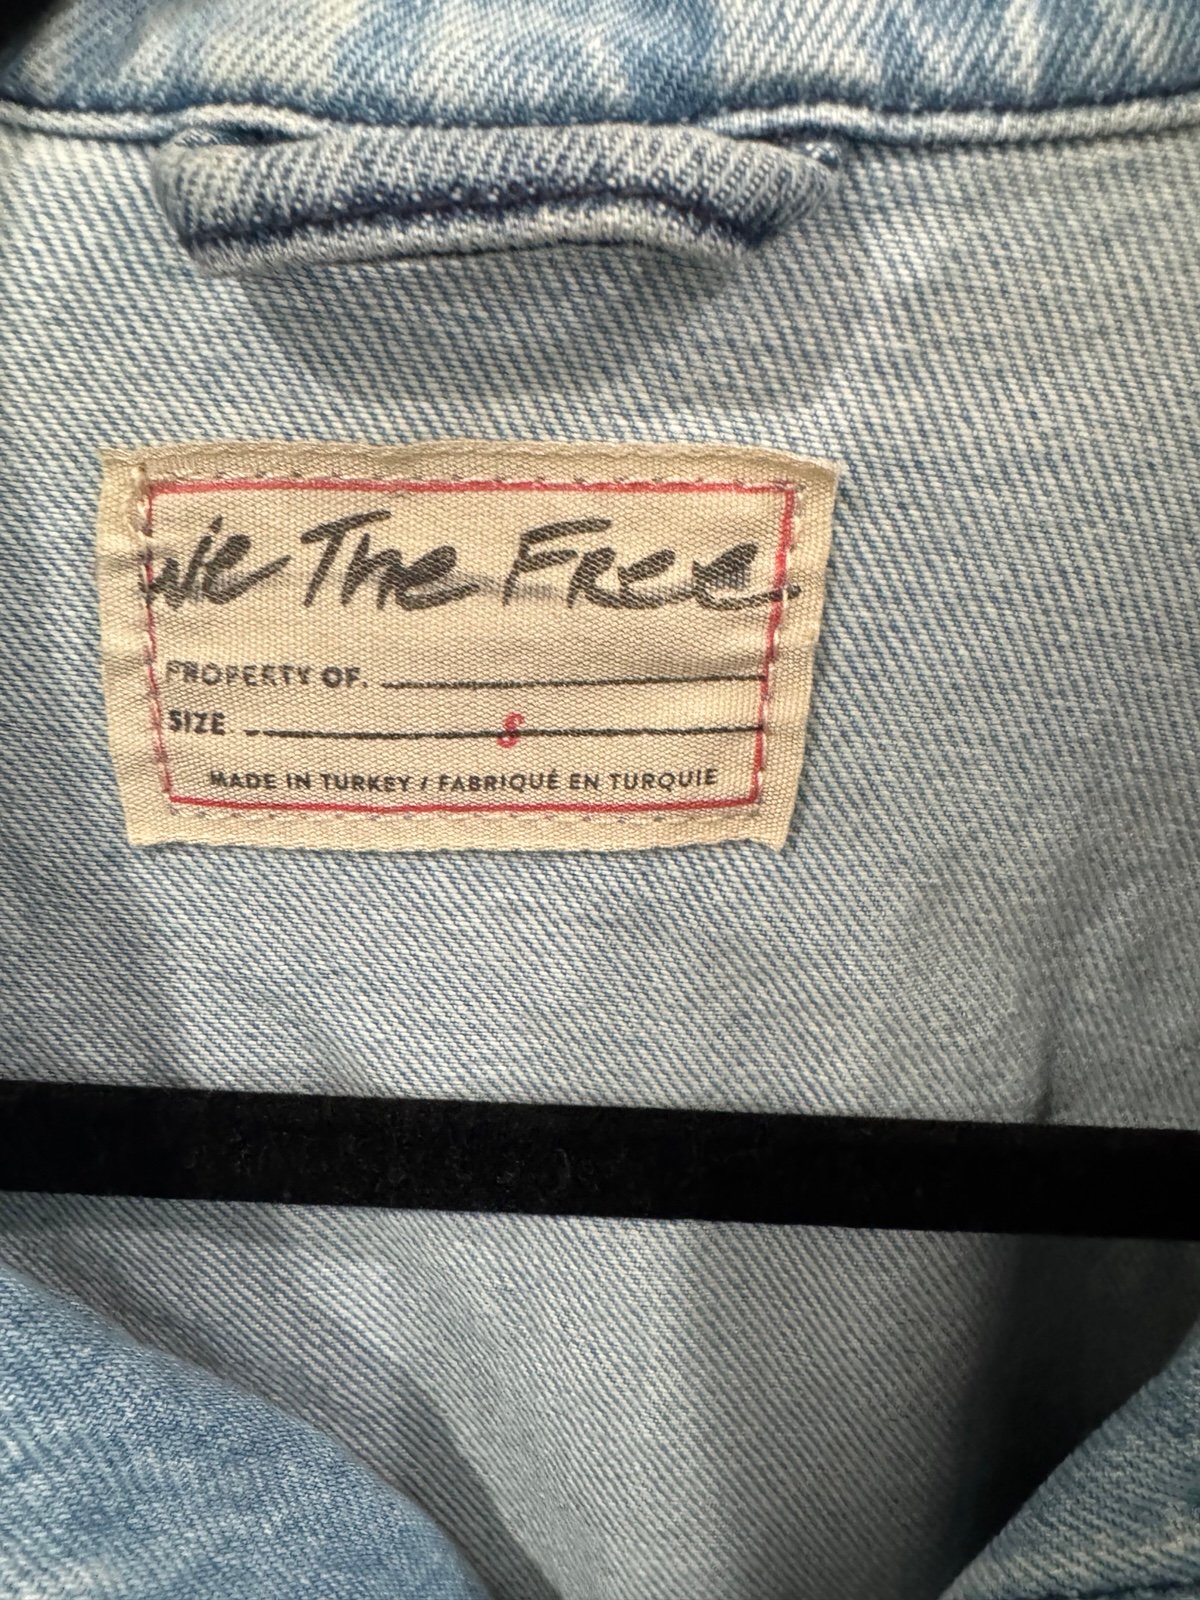 We The Free
PROPERTY OF.
SIZE S
MADE IN TURKEY / FABRIQUÉ EN TURQUIE